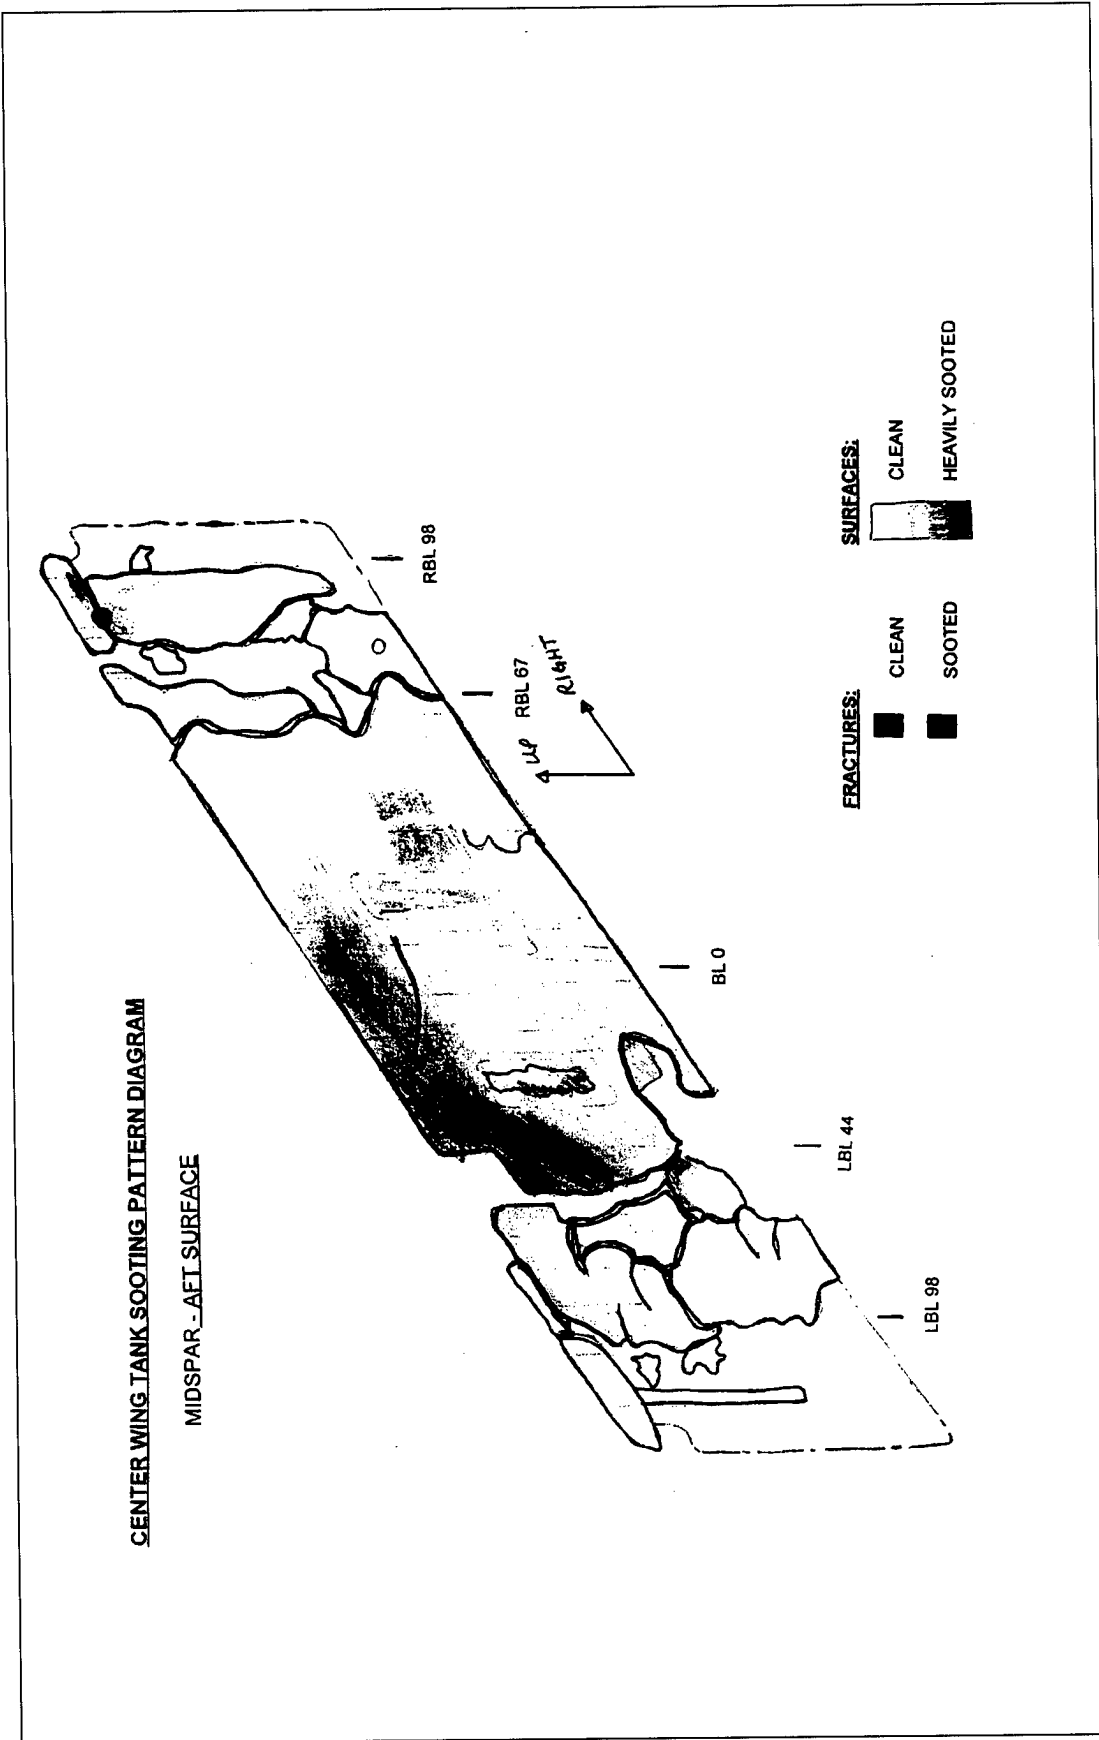 CENTER WING TANK SOOTING PATTERN DIAGRAM
MIDSPAR - AFT SURFACE
RBL 98
RBL 67
UP
RIGHT
BL 0
LBL 44
LBL 98
FRACTURES:
CLEAN
SOOTED
SURFACES:
CLEAN
HEAVILY SOOTED